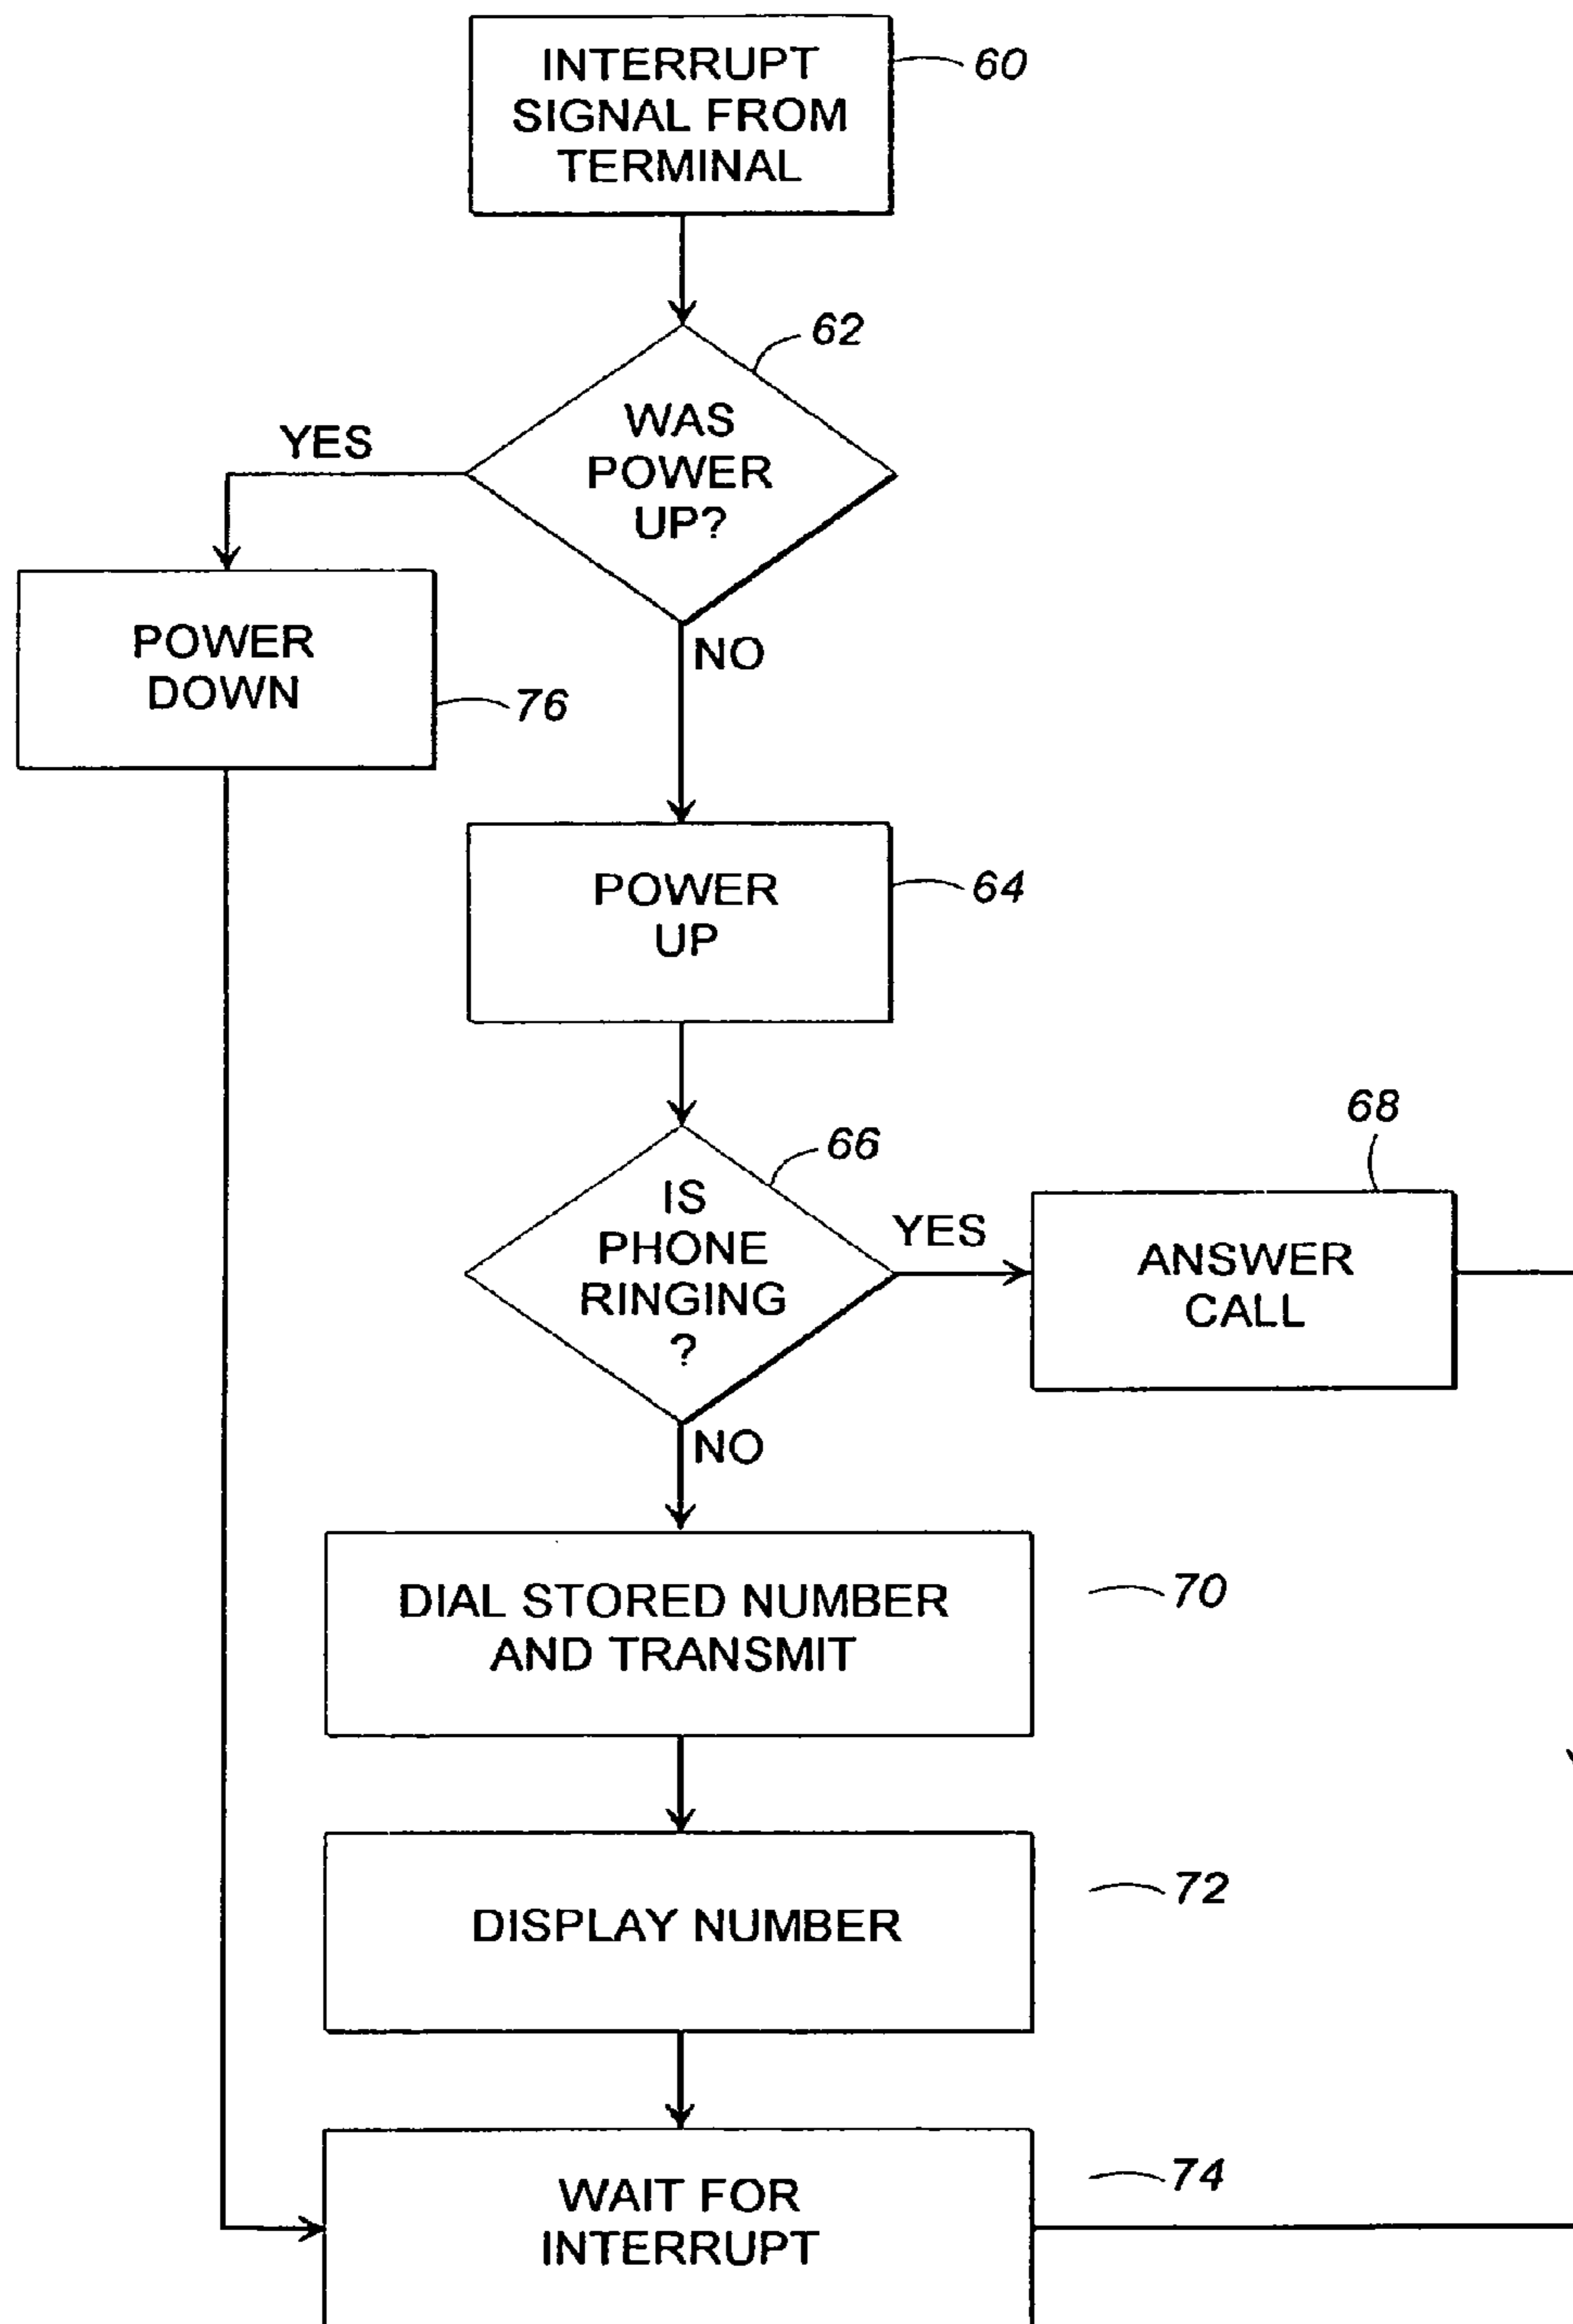 INTERRUPT
SIGNAL FROM
TERMINAL
60
62
WAS
POWER
UP?
YES
NO
POWER
DOWN
76
POWER
UP
64
66
IS
PHONE
RINGING
?
YES
68
ANSWER
CALL
NO
DIAL STORED NUMBER
AND TRANSMIT
70
DISPLAY NUMBER
72
WAIT FOR
INTERRUPT
74